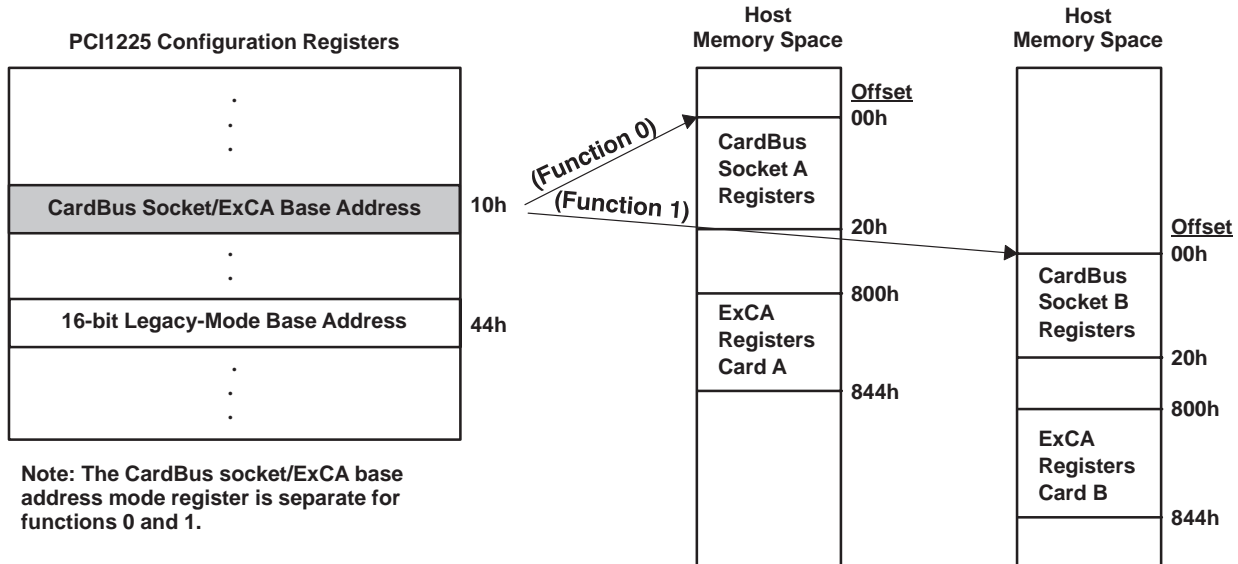 PCI1225 Configuration Registers
CardBus Socket/ExCA Base Address
10h
16-bit Legacy-Mode Base Address
44h
Note: The CardBus socket/ExCA base
address mode register is separate for
functions 0 and 1.
(Function 0)
(Function 1)
Host
Memory Space
Offset
00h
CardBus
Socket A
Registers
20h
800h
ExCA
Registers
Card A
844h
Host
Memory Space
Offset
00h
CardBus
Socket B
Registers
20h
800h
ExCA
Registers
Card B
844h